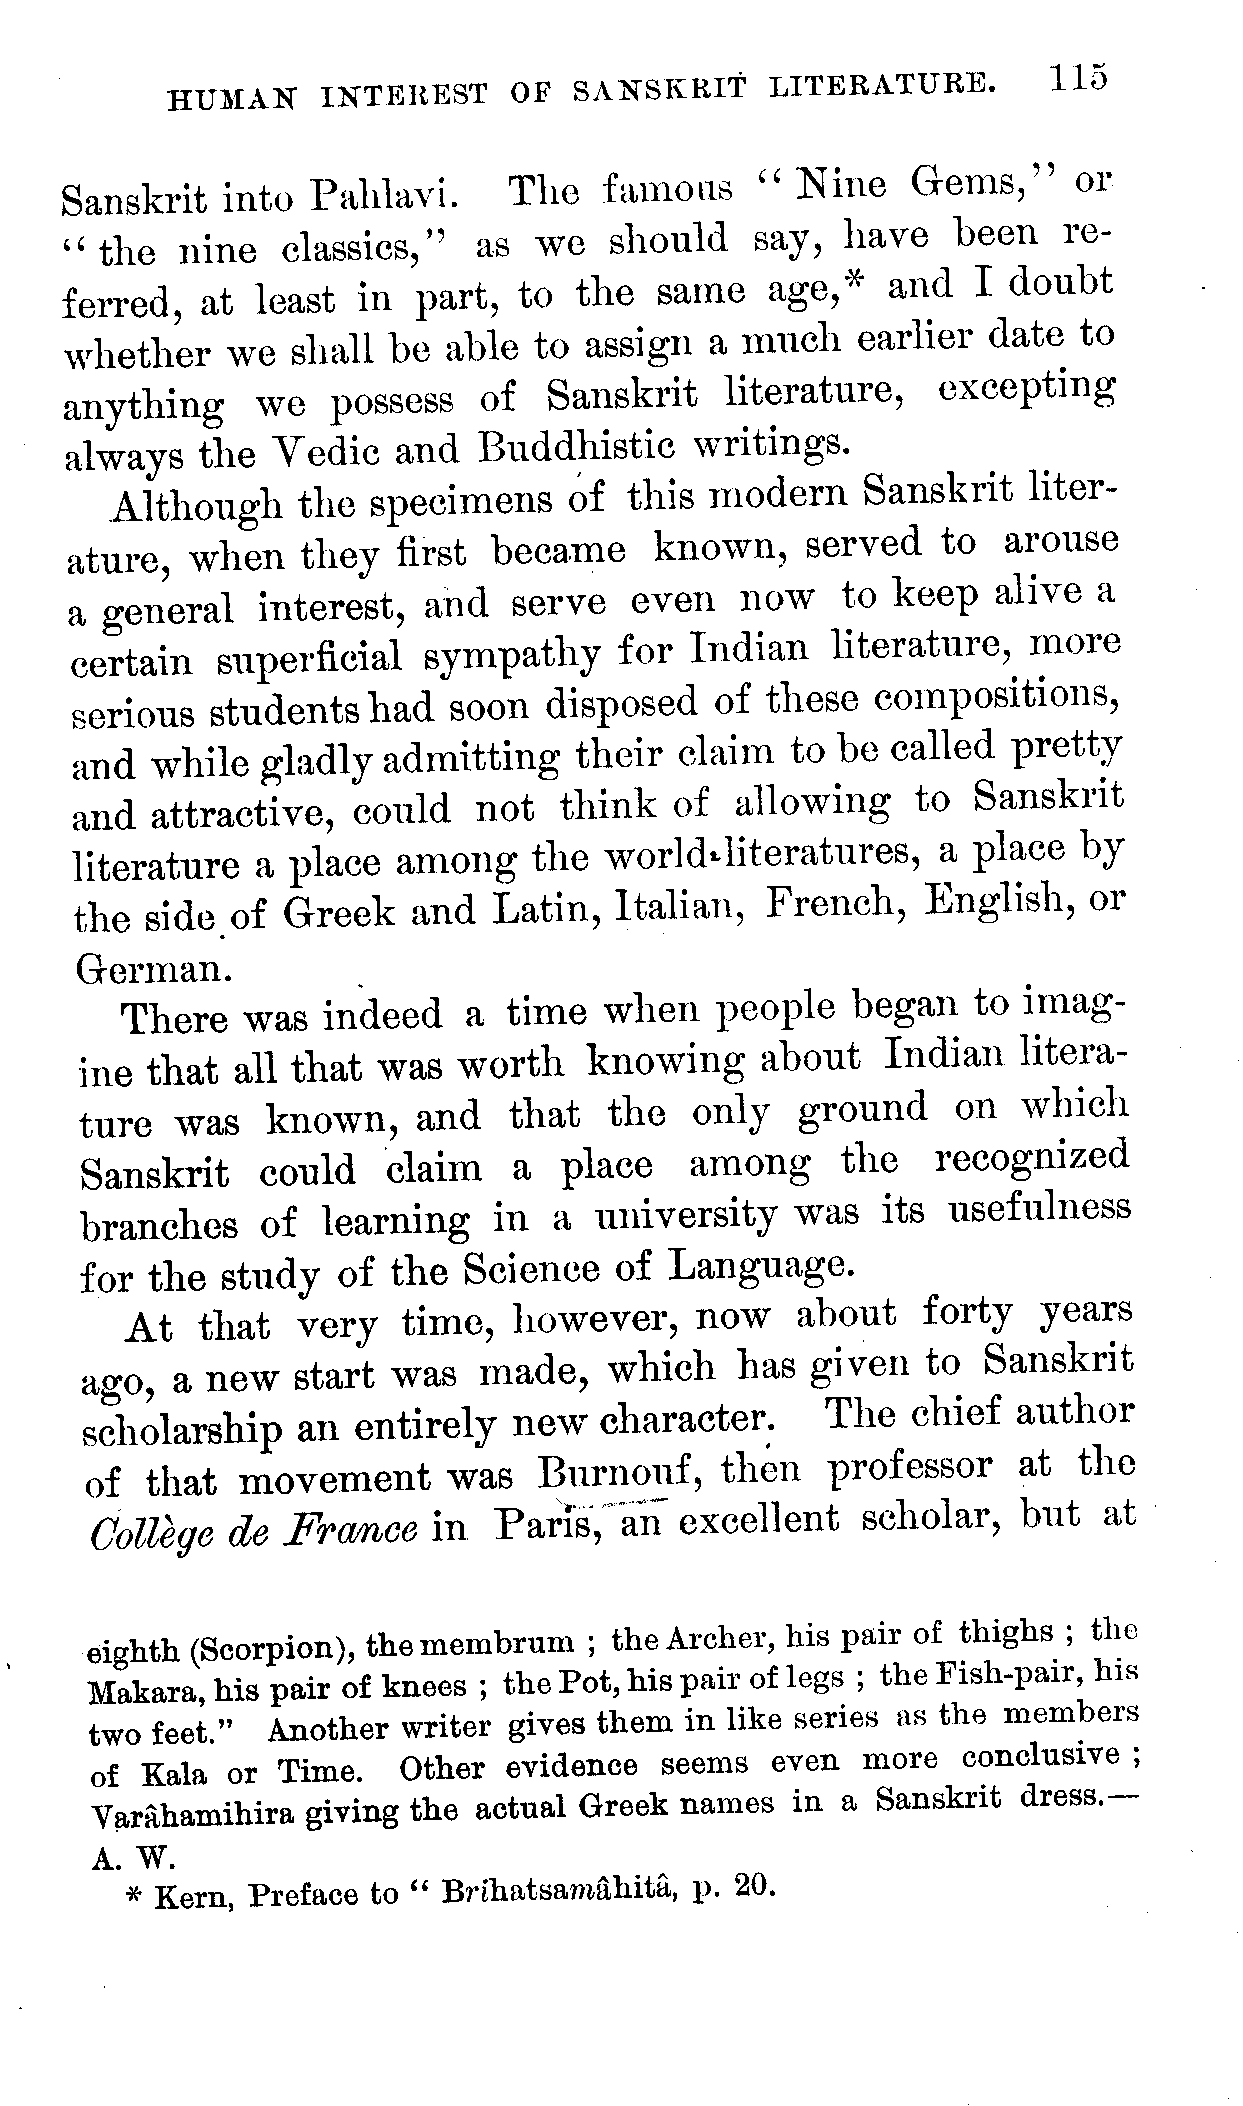 HUMAN INTEREST OF SANSKRIT LITERATURE. 115
Sanskrit into Pahlavi. The famous “ Nine Gems,” or
“ the nine classics,” as we should say, have been re-
ferred, at least in part, to the same age,* and I doubt
whether we shall be able to assign a much earlier date to
anything we possess of Sanskrit literature, excepting
always the Vedic and Buddhistic writings.
Although the specimens of this modern Sanskrit liter-
ature, when they first became known, served to arouse
a general interest, and serve even now to keep alive a
certain superficial sympathy for Indian literature, more
serious students had soon disposed of these compositions,
and while gladly admitting their claim to be called pretty
and attractive, could not think of allowing to Sanskrit
literature a place among the world-literatures, a place by
the side of Greek and Latin, Italian, French, English, or
German.
There was indeed a time when people began to imag-
ine that all that was worth knowing about Indian litera-
ture was known, and that the only ground on which
Sanskrit could claim a place among the recognized
branches of learning in a university was its usefulness
for the study of the Science of Language.
At that very time, however, now about forty years
ago, a new start was made, which has given to Sanskrit
scholarship an entirely new character. The chief author
of that movement was Burnouf, then professor at the
Collège de France in Paris, an excellent scholar, but at
eighth (Scorpion), the membrum ; the Archer, his pair of thighs ; the
Makara, his pair of knees ; the Pot, his pair of legs ; the Fish-pair, his
two feet.” Another writer gives them in like series as the members
of Kala or Time. Other evidence seems even more conclusive ;
Varâhamihira giving the actual Greek names in a Sanskrit dress.—
A. W.
* Kern, Preface to “ Brihatsamâhitâ, p. 20.